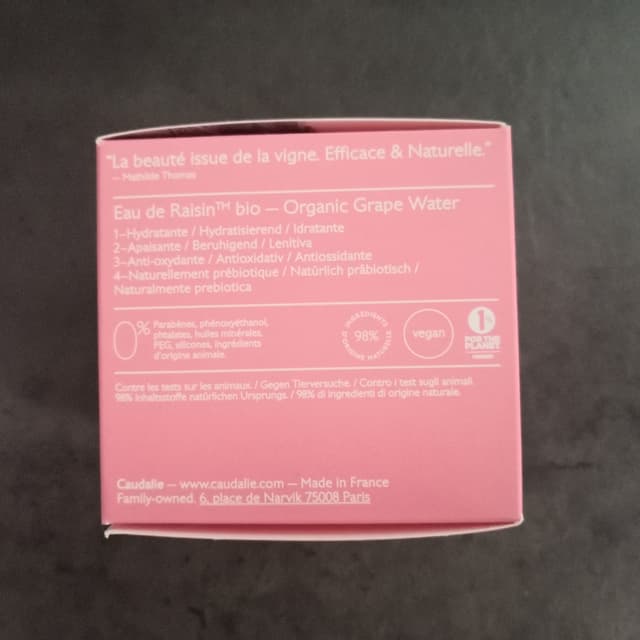 "La beauté issue de la vigne. Efficace & Naturelle."
— Mathilde Thomas
Eau de Raisin™ bio — Organic Grape Water
1–Hydratante / Hydratisierend / Idratante
2–Apaisante / Beruhigend / Lenitiva
3–Anti-oxydante / Antioxidativ / Antiossidante
4–Naturellement prébiotique / Natürlich präbiotisch /
Naturalmente prebiotica
0%
Parabènes, phénoxyéthanol,
phtalates, huiles minérales,
PEG, silicones, ingrédients
d'origine animale.
INGRÉDIENTS
98%
D'ORIGINE NATURELLE
vegan
1%
FOR THE
PLANET
Contre les tests sur les animaux. / Gegen Tierversuche. / Contro i test sugli animali.
98% Inhaltsstoffe natürlichen Ursprungs. / 98% di ingredienti di origine naturale.
Caudalie — www.caudalie.com — Made in France
Family-owned. 6, place de Narvik 75008 Paris